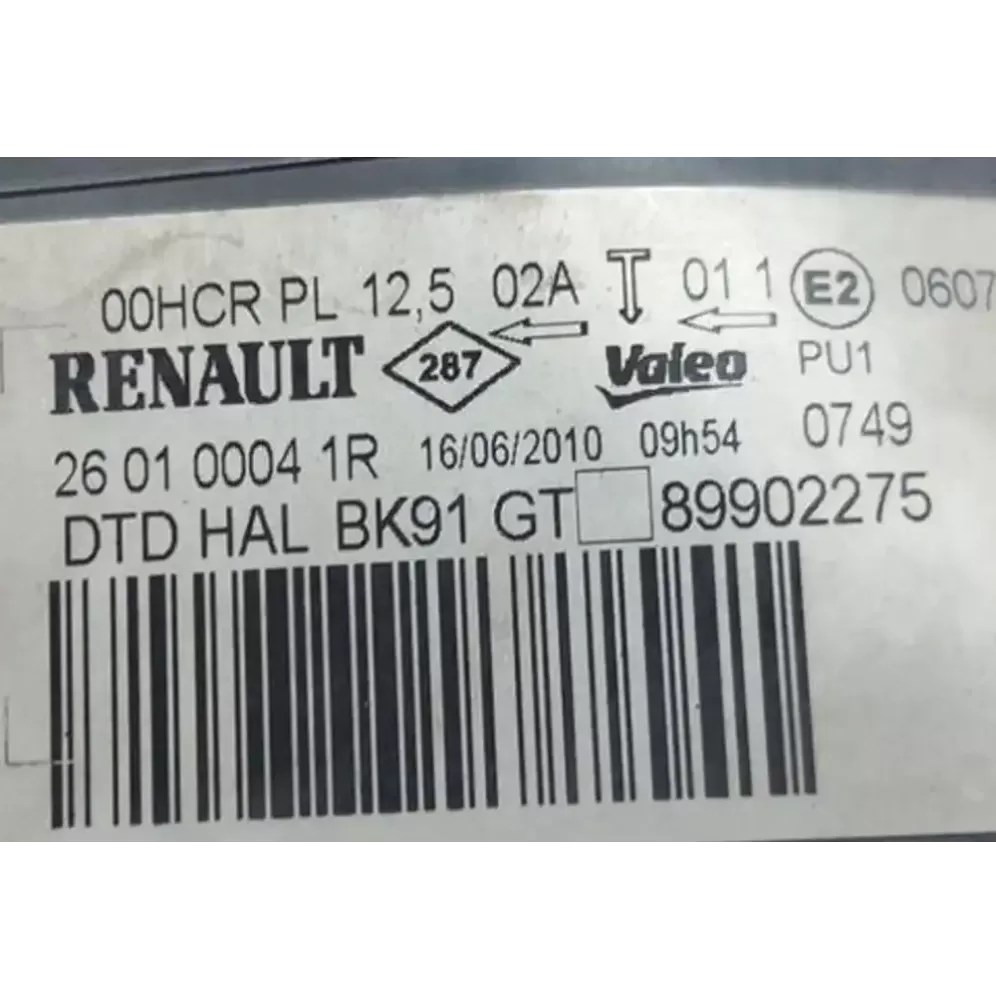 00HCR PL 12,5 02A 01 1 E2 0607
RENAULT 287 Valeo PU1
26 01 0004 1R 16/06/2010 09h54 0749
DTD HAL BK91 GT 89902275